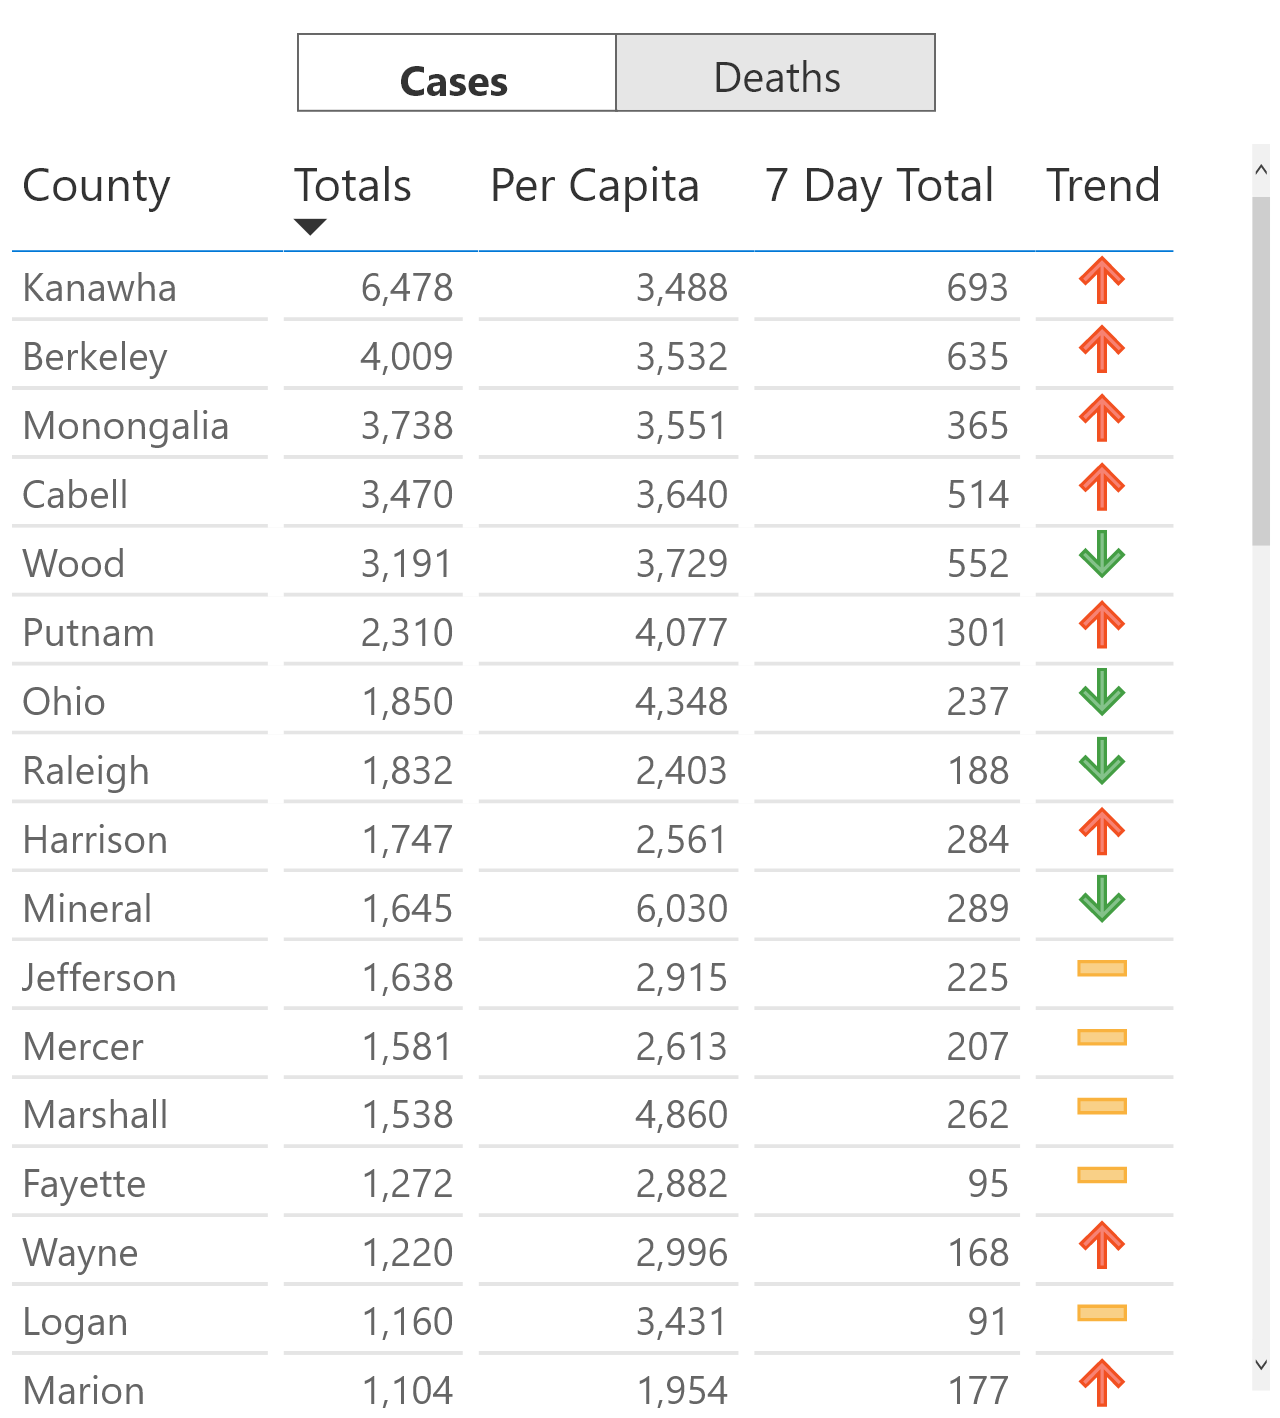 Cases Deaths
County Totals Per Capita 7 Day Total Trend
Kanawha 6,478 3,488 693
Berkeley 4,009 3,532 635
Monongalia 3,738 3,551 365
Cabell 3,470 3,640 514
Wood 3,191 3,729 552
Putnam 2,310 4,077 301
Ohio 1,850 4,348 237
Raleigh 1,832 2,403 188
Harrison 1,747 2,561 284
Mineral 1,645 6,030 289
Jefferson 1,638 2,915 225
Mercer 1,581 2,613 207
Marshall 1,538 4,860 262
Fayette 1,272 2,882 95
Wayne 1,220 2,996 168
Logan 1,160 3,431 91
Marion 1,104 1,954 177